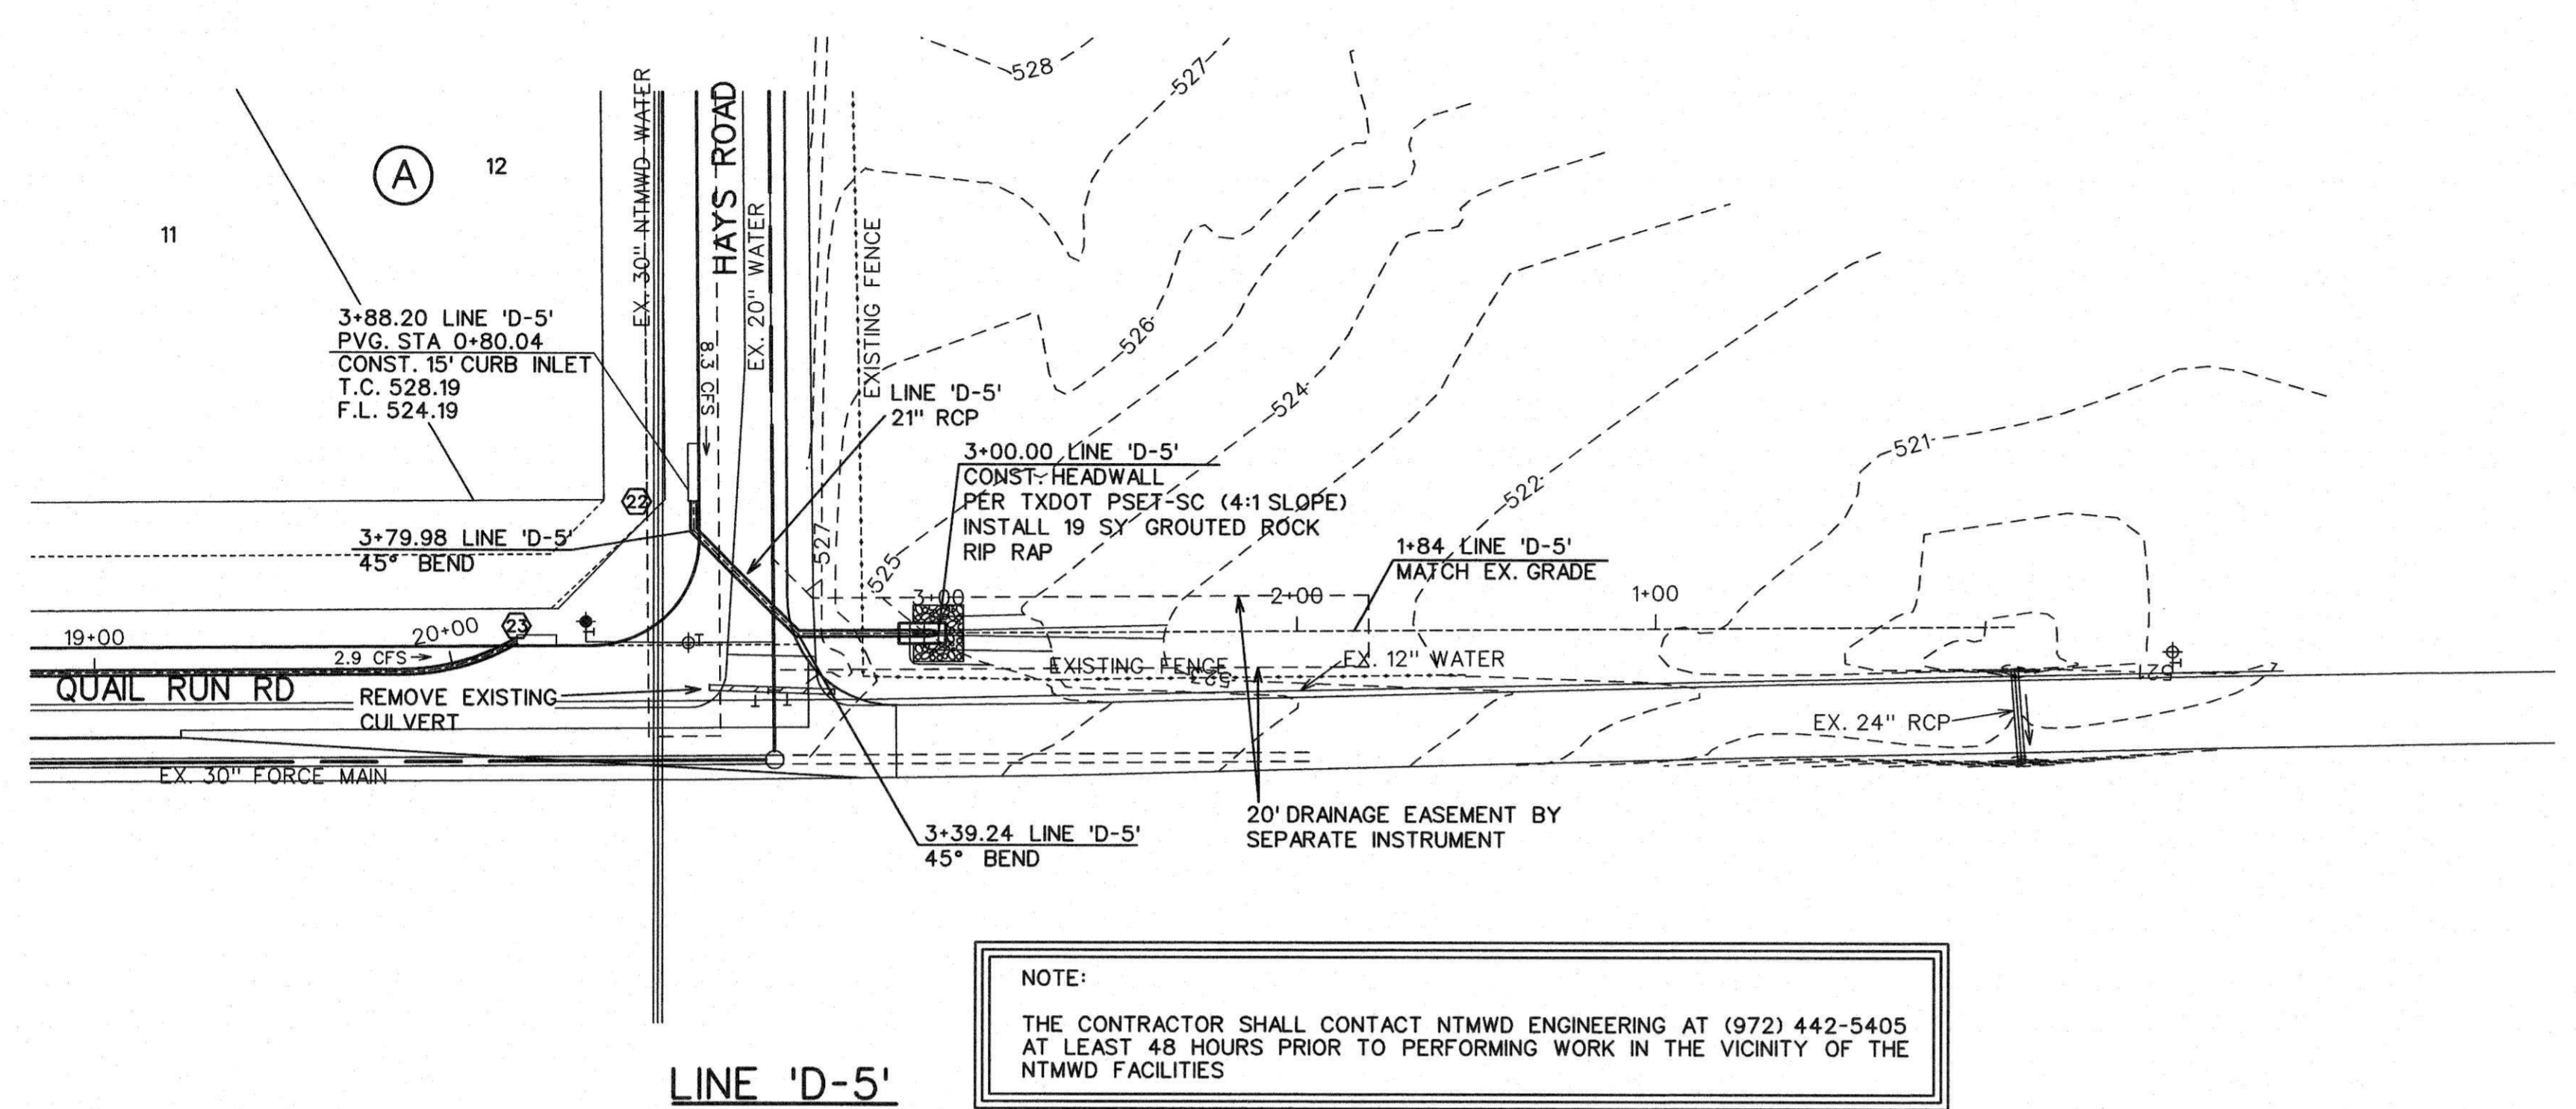 528
527
EX. 30" NTMWD WATER
HAYS ROAD
A
12
11
EX. 20" WATER
EXISTING FENCE
3+88.20 LINE 'D-5'
PVG. STA 0+80.04
CONST. 15' CURB INLET
T.C. 528.19
F.L. 524.19
8.3 CFS
526
LINE 'D-5'
21" RCP
524
3+00.00 LINE 'D-5'
CONST. HEADWALL
PER TXDOT PSET-SC (4:1 SLOPE)
INSTALL 19 SY GROUTED ROCK
RIP RAP
521
522
22
3+79.98 LINE 'D-5'
45° BEND
527
525
1+84 LINE 'D-5'
MATCH EX. GRADE
3+00
2+00
1+00
19+00
20+00
23
2.9 CFS
EXISTING FENCE
EX. 12" WATER
527
521
QUAIL RUN RD
REMOVE EXISTING
CULVERT
EX. 24" RCP
EX. 30" FORCE MAIN
3+39.24 LINE 'D-5'
45° BEND
20' DRAINAGE EASEMENT BY
SEPARATE INSTRUMENT
NOTE:
THE CONTRACTOR SHALL CONTACT NTMWD ENGINEERING AT (972) 442-5405
AT LEAST 48 HOURS PRIOR TO PERFORMING WORK IN THE VICINITY OF THE
NTMWD FACILITIES
LINE 'D-5'